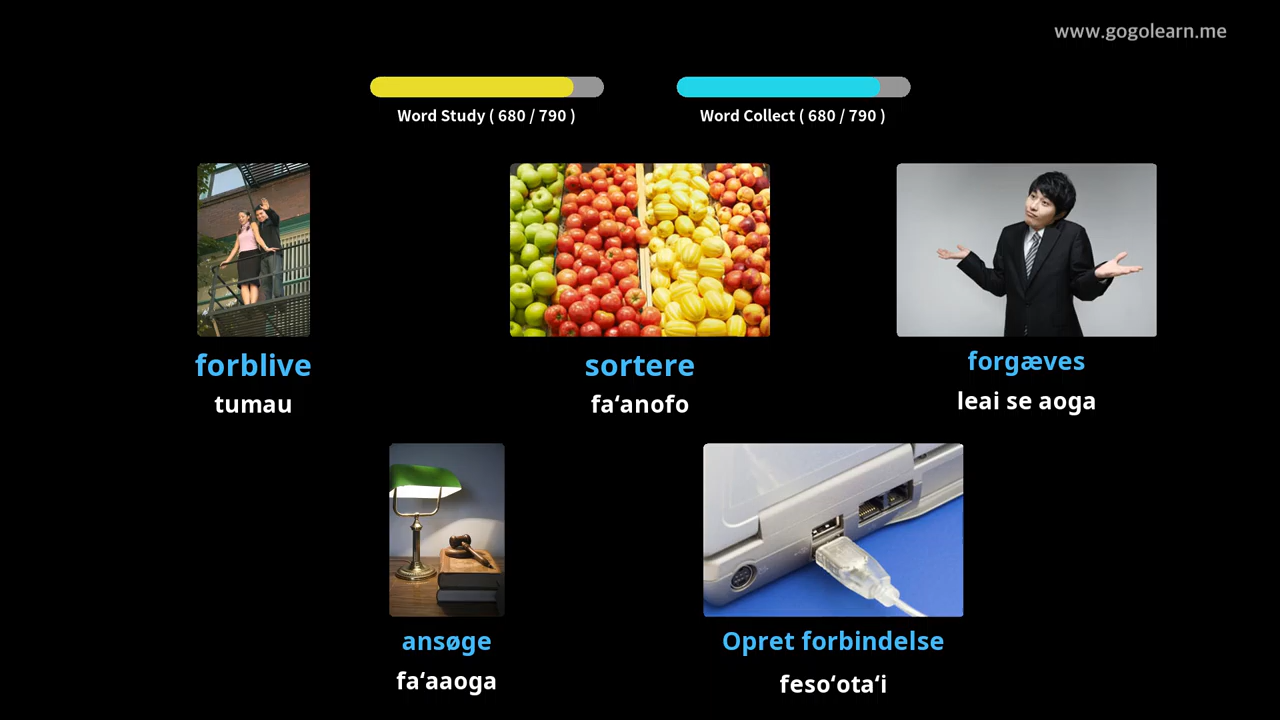 www.gogolearn.me
Word Study ( 680 / 790 )
Word Collect ( 680 / 790 )
forblive
tumau
sortere
fa‘anofo
forgæves
leai se aoga
ansøge
fa‘aaoga
Opret forbindelse
feso‘ota‘i